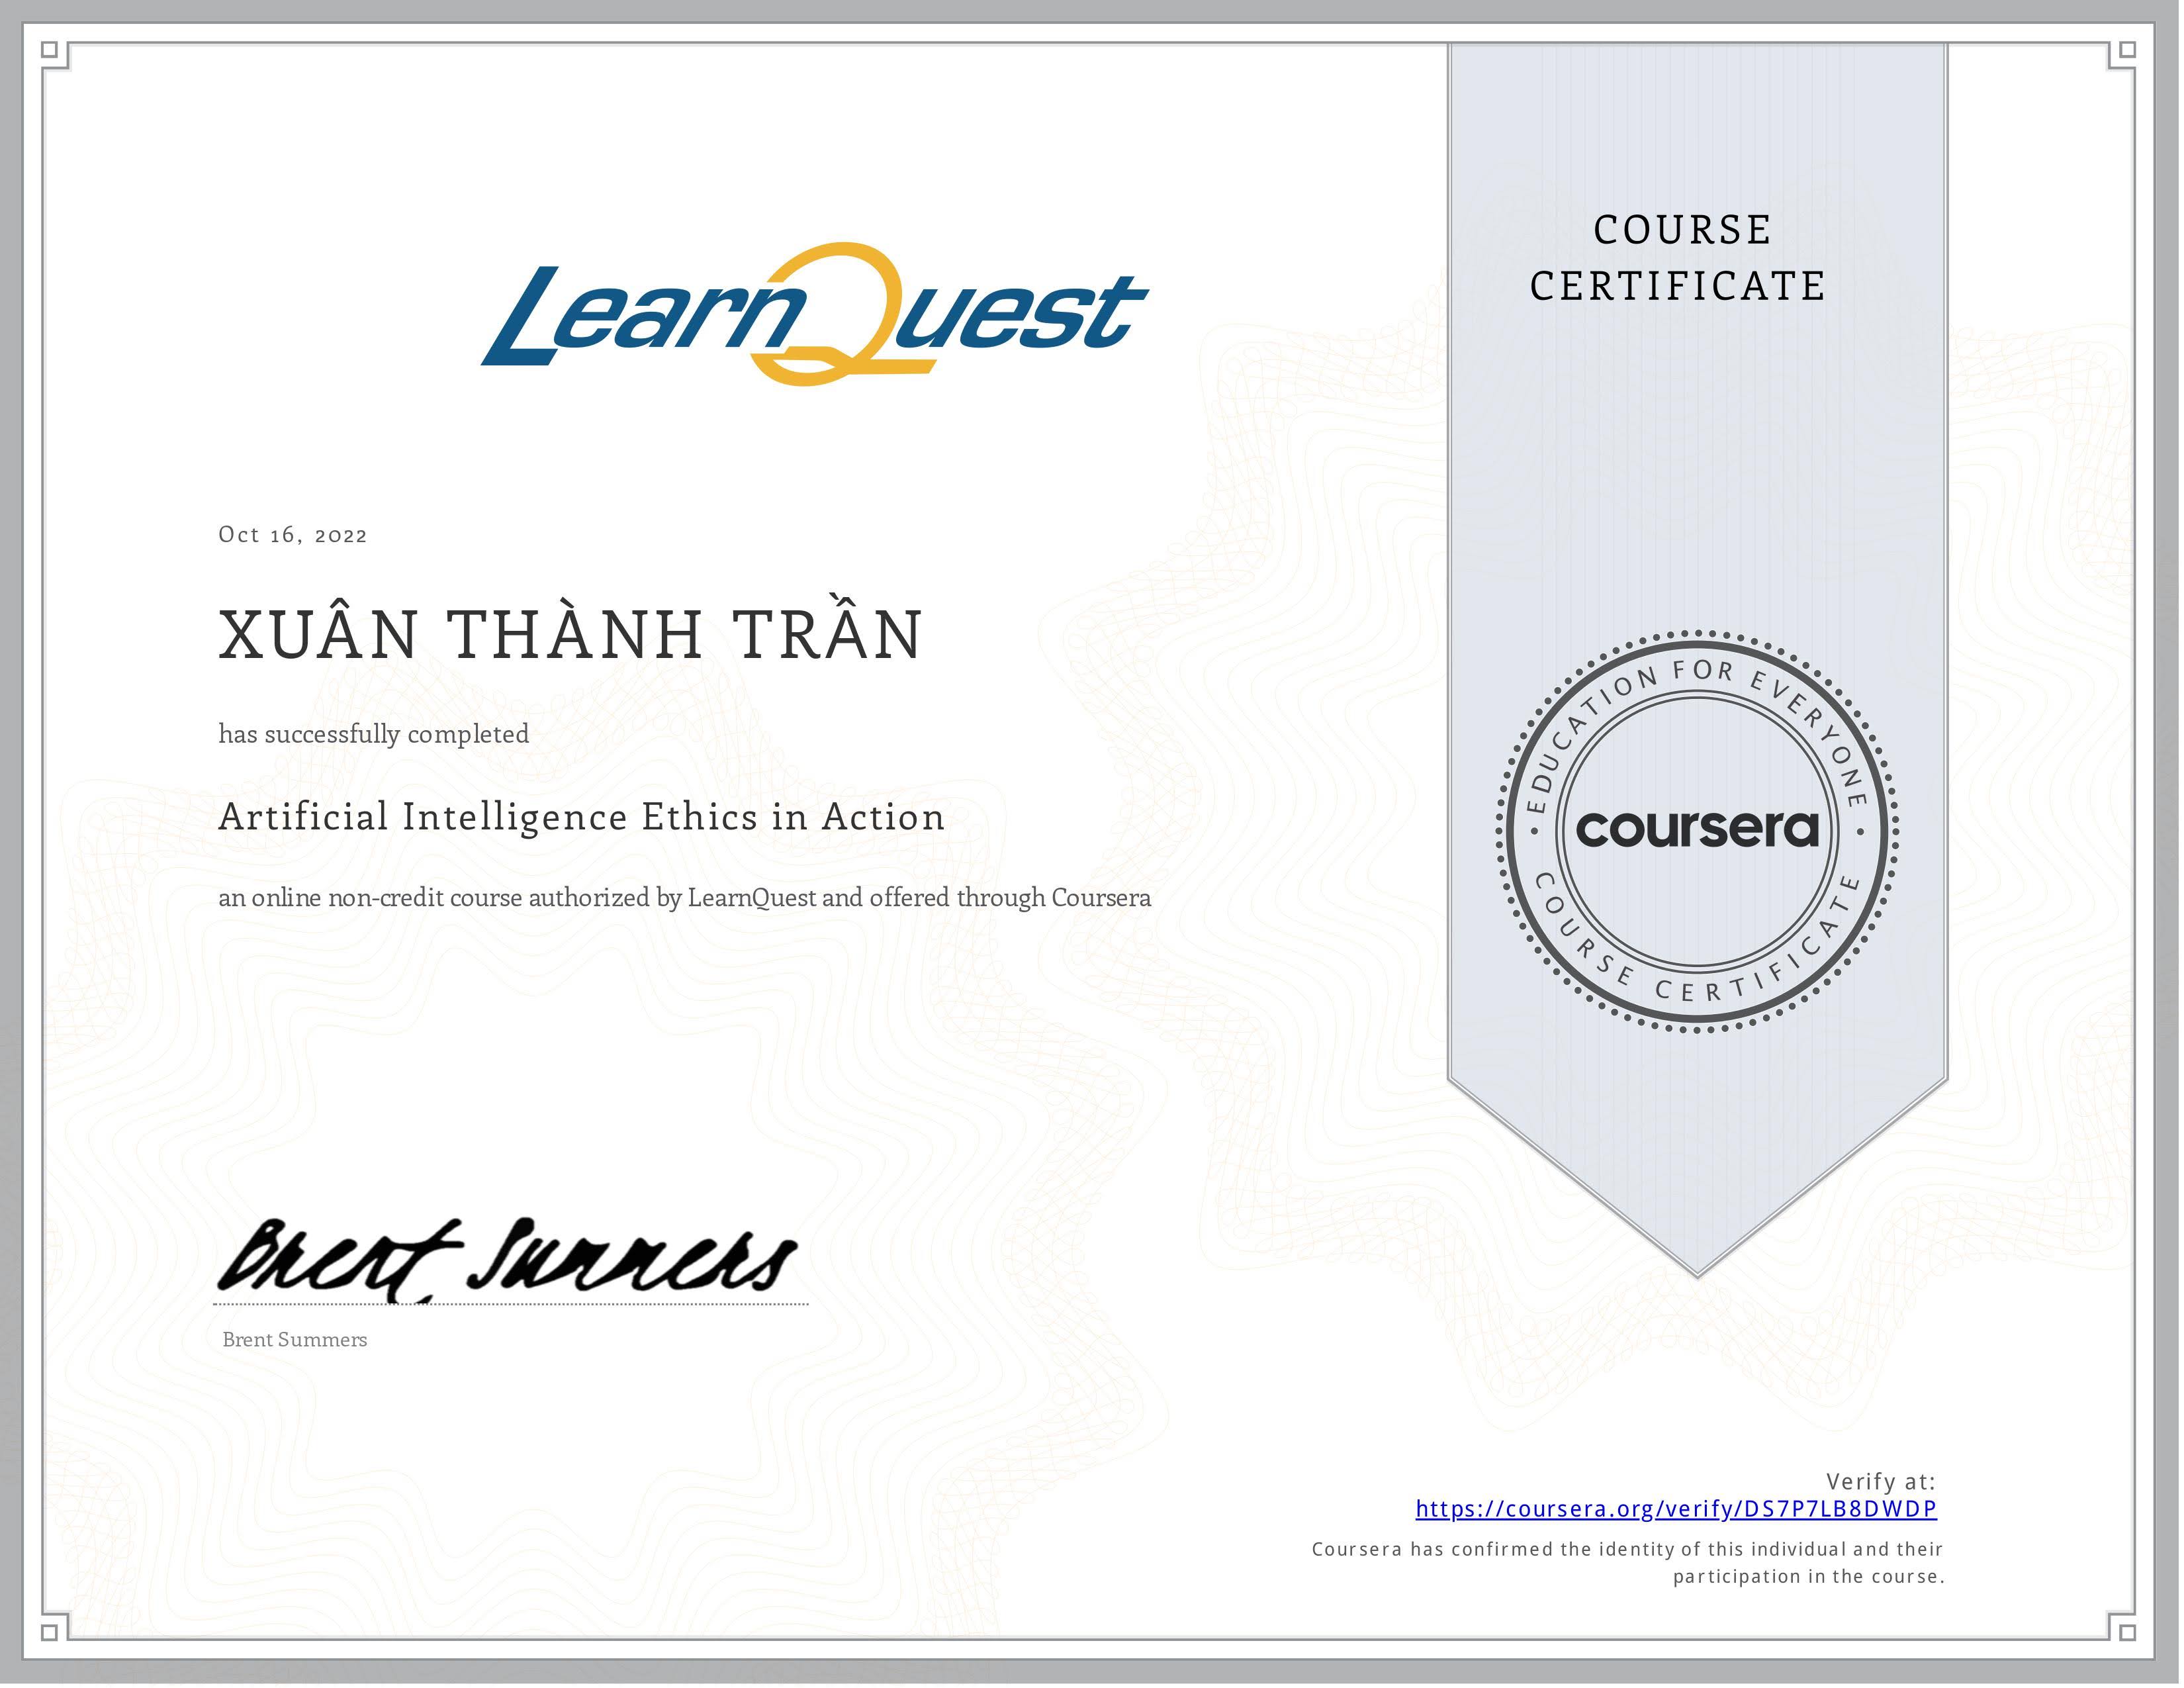 LearnQuest
COURSE
CERTIFICATE
Oct 16, 2022
XUÂN THÀNH TRẦN
has successfully completed
Artificial Intelligence Ethics in Action
an online non-credit course authorized by LearnQuest and offered through Coursera
EDUCATION FOR EVERYONE
coursera
COURSE CERTIFICATE
Brent Summers
Brent Summers
Verify at:
https://coursera.org/verify/DS7P7LB8DWDP
Coursera has confirmed the identity of this individual and their
participation in the course.